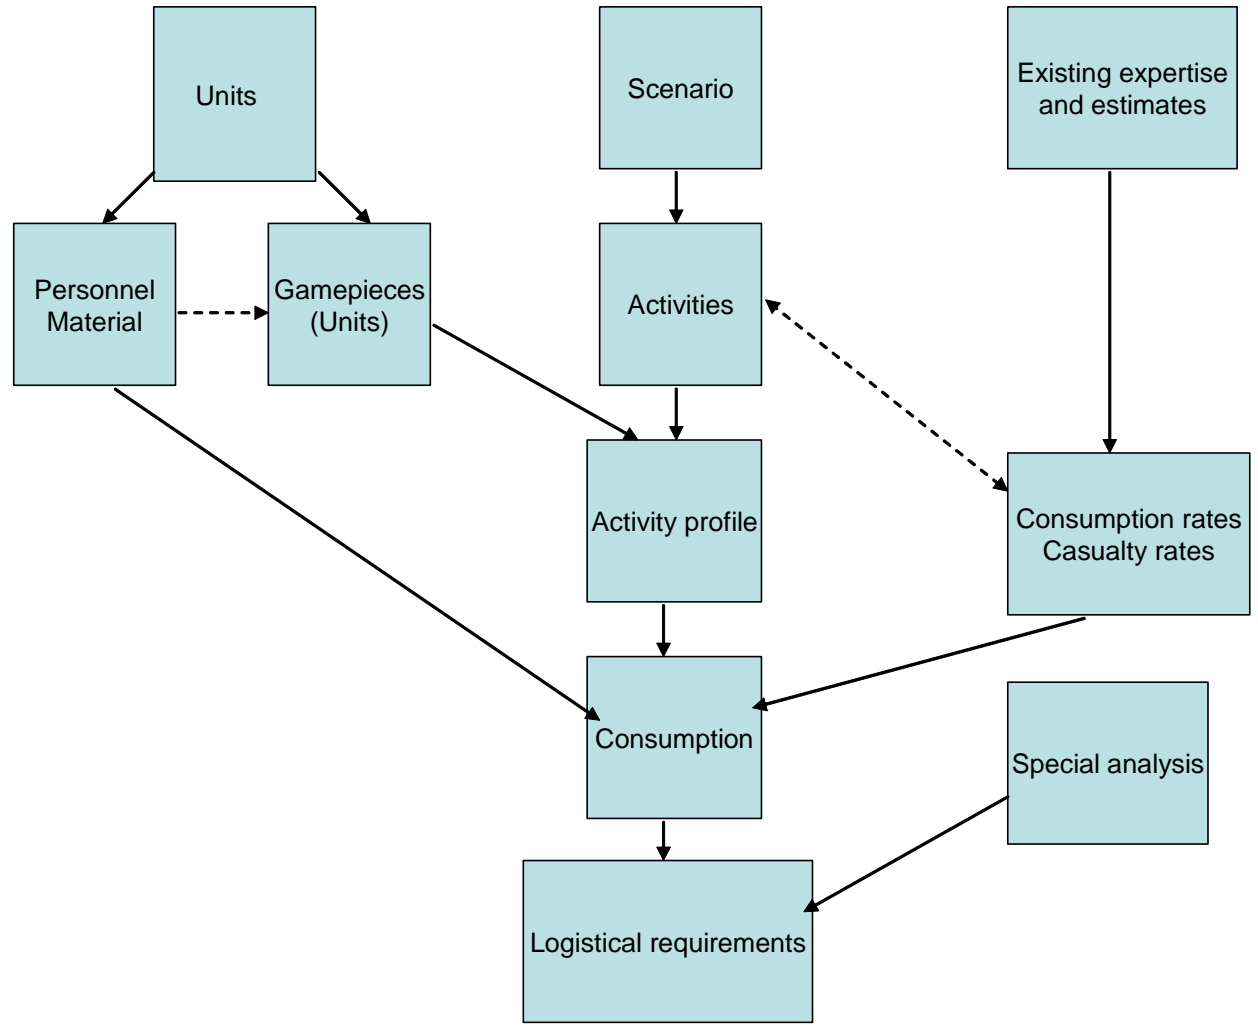 Units
Scenario
Existing expertise
and estimates
Personnel
Material
Gamepieces
(Units)
Activities
Activity profile
Consumption rates
Casualty rates
Consumption
Special analysis
Logistical requirements